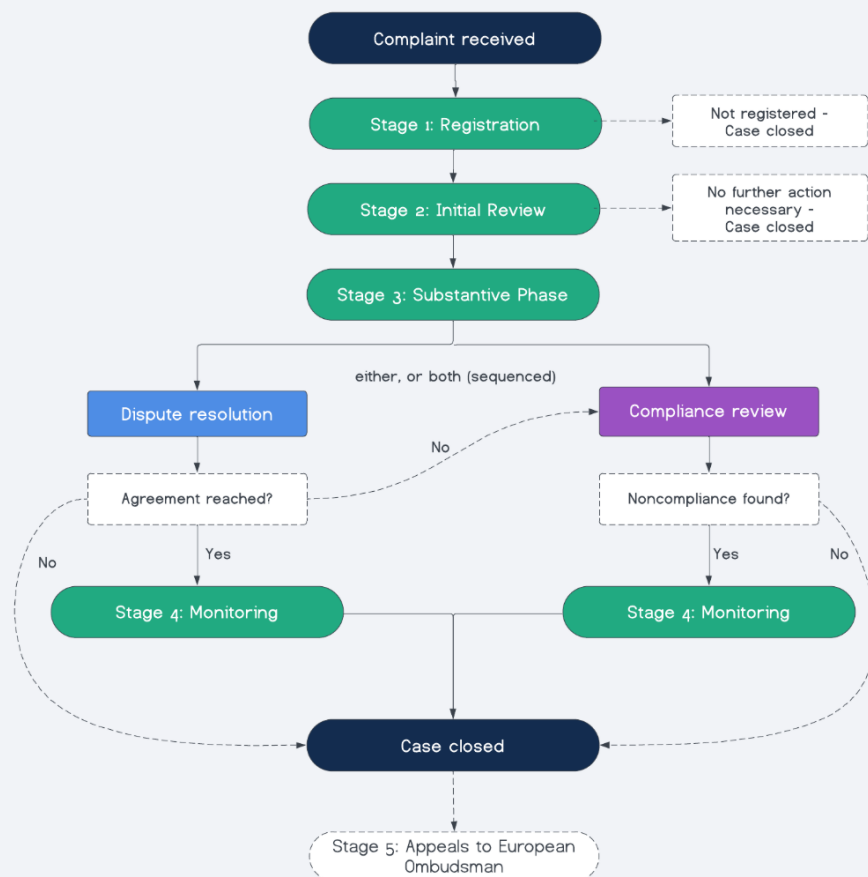 Complaint received
Stage 1: Registration
Not registered -
Case closed
Stage 2: Initial Review
No further action
necessary -
Case closed
Stage 3: Substantive Phase
either, or both (sequenced)
Dispute resolution
Compliance review
No
Agreement reached?
Noncompliance found?
No
Yes
Yes
No
Stage 4: Monitoring
Stage 4: Monitoring
Case closed
Stage 5: Appeals to European
Ombudsman